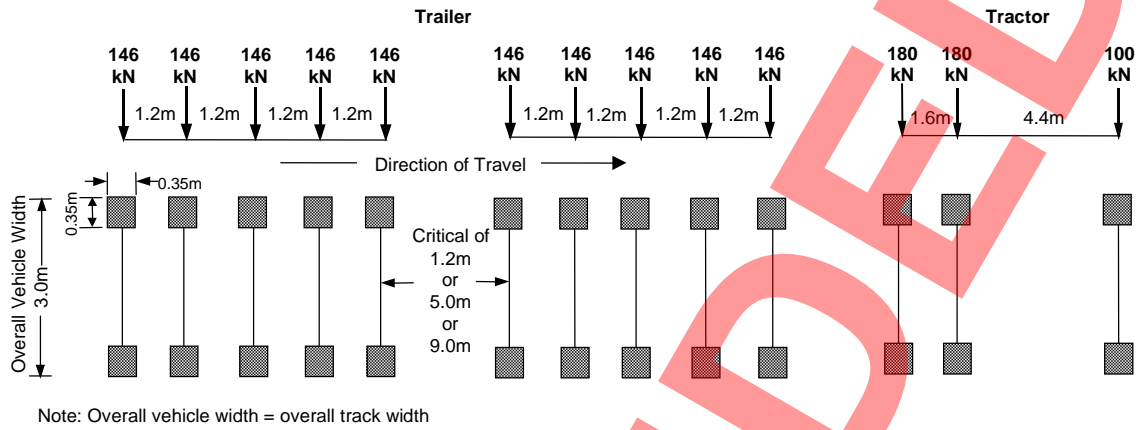 Trailer
Tractor
146 kN
146 kN
146 kN
146 kN
146 kN
146 kN
146 kN
146 kN
146 kN
146 kN
180 kN
180 kN
100 kN
1.2m
1.2m
1.2m
1.2m
1.2m
1.2m
1.2m
1.2m
1.6m
4.4m
Direction of Travel
0.35m
0.35m
Overall Vehicle Width
3.0m
Critical of
1.2m
or
5.0m
or
9.0m
Note: Overall vehicle width = overall track width